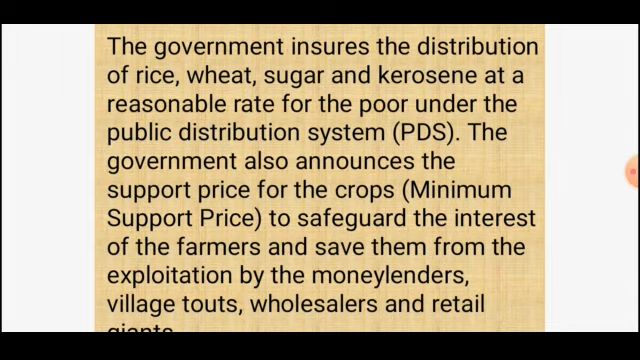 The government insures the distribution
of rice, wheat, sugar and kerosene at a
reasonable rate for the poor under the
public distribution system (PDS). The
government also announces the
support price for the crops (Minimum
Support Price) to safeguard the interest
of the farmers and save them from the
exploitation by the moneylenders,
village touts, wholesalers and retail
giants